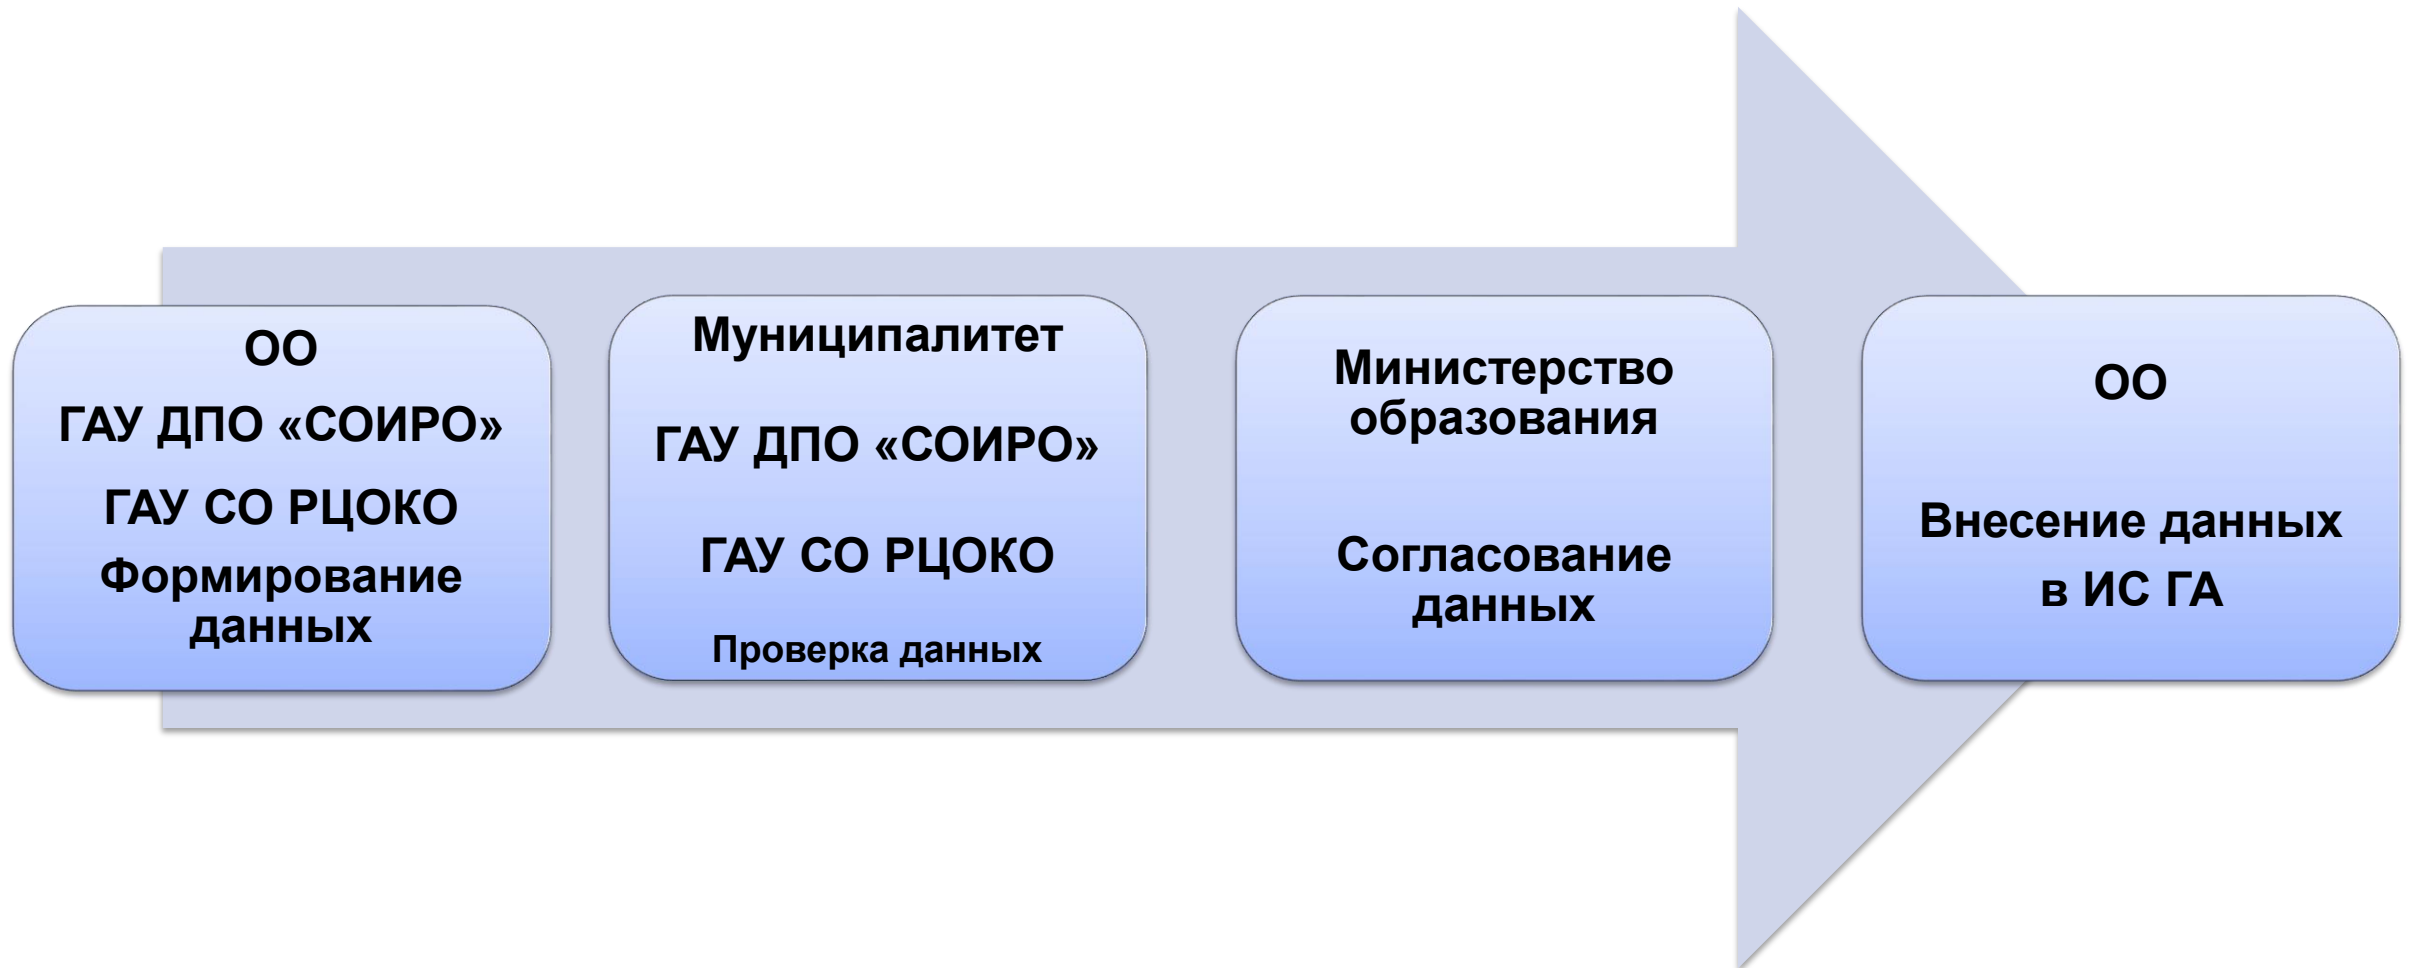 ОО
ГАУ ДПО «СОИРО»
ГАУ СО РЦОКО
Формирование
данных
Муниципалитет
ГАУ ДПО «СОИРО»
ГАУ СО РЦОКО
Проверка данных
Министерство
образования
Согласование
данных
ОО
Внесение данных
в ИС ГА